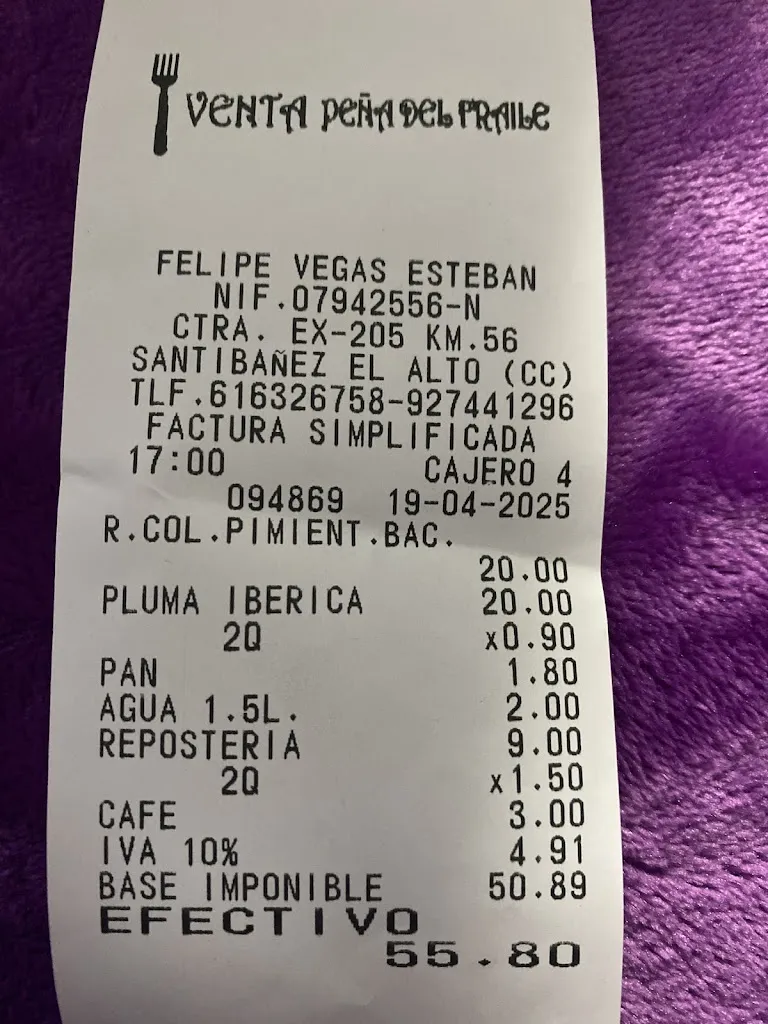 VENTA PEÑA DEL FRAILE
FELIPE VEGAS ESTEBAN
NIF.07942556-N
CTRA. EX-205 KM.56
SANTIBAÑEZ EL ALTO (CC)
TLF.616326758-927441296
FACTURA SIMPLIFICADA
17:00 CAJERO 4
094869 19-04-2025
R.COL.PIMIENT.BAC.
20.00
PLUMA IBERICA 20.00
2Q x0.90
PAN 1.80
AGUA 1.5L. 2.00
REPOSTERIA 9.00
2Q x1.50
CAFE 3.00
IVA 10% 4.91
BASE IMPONIBLE 50.89
EFECTIVO
55.80